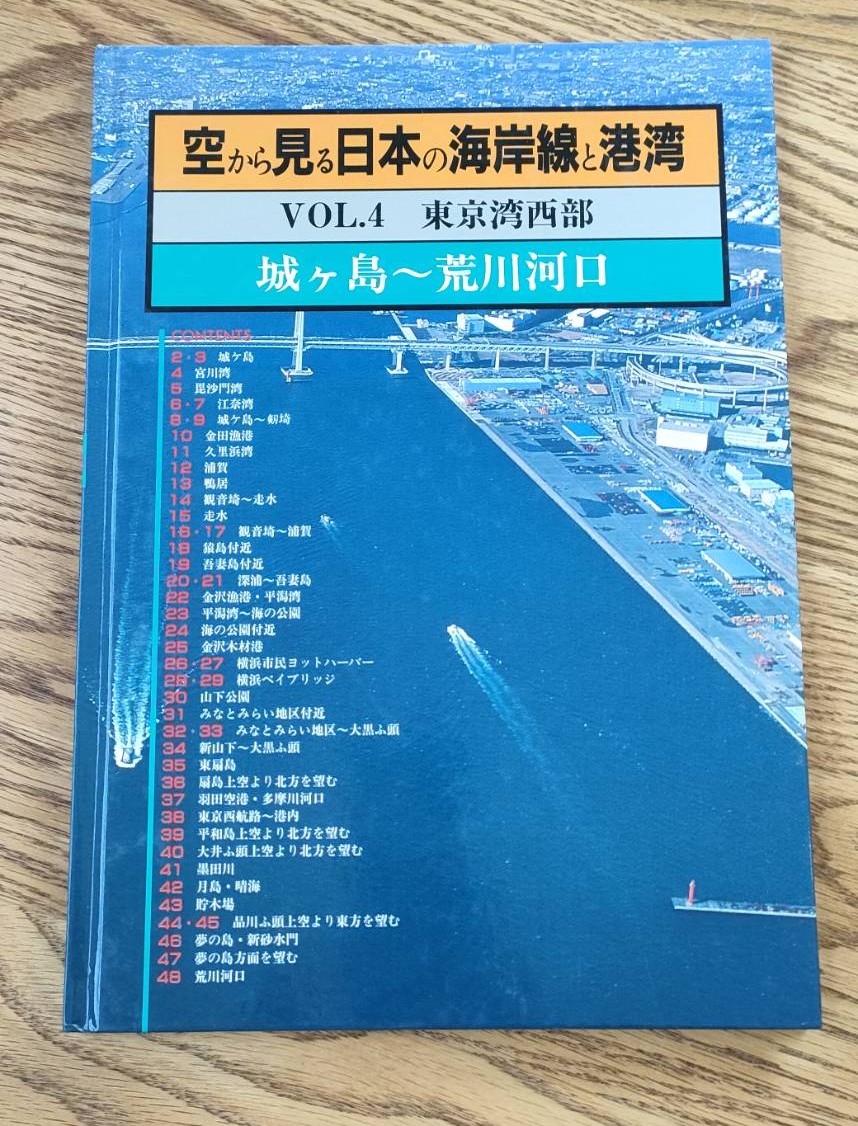 空から見る日本の海岸線と港湾
VOL.4 東京湾西部
城ヶ島〜荒川河口
CONTENTS
2・3 城ケ島
4 宮川湾
5 毘沙門湾
6・7 江奈湾
8・9 城ケ島〜剱埼
10 金田漁港
11 久里浜湾
12 浦賀
13 鴨居
14 観音埼〜走水
15 走水
16・17 観音埼〜浦賀
18 猿島付近
19 吾妻島付近
20・21 深浦〜吾妻島
22 金沢漁港・平潟湾
23 平潟湾〜海の公園
24 海の公園付近
25 金沢木材港
26・27 横浜市民ヨットハーバー
28・29 横浜ベイブリッジ
30 山下公園
31 みなとみらい地区付近
32・33 みなとみらい地区〜大黒ふ頭
34 新山下〜大黒ふ頭
35 東扇島
36 扇島上空より北方を望む
37 羽田空港・多摩川河口
38 東京西航路〜港内
39 平和島上空より北方を望む
40 大井ふ頭上空より北方を望む
41 墨田川
42 月島・晴海
43 貯木場
44・45 品川ふ頭上空より東方を望む
46 夢の島・新砂水門
47 夢の島方面を望む
48 荒川河口